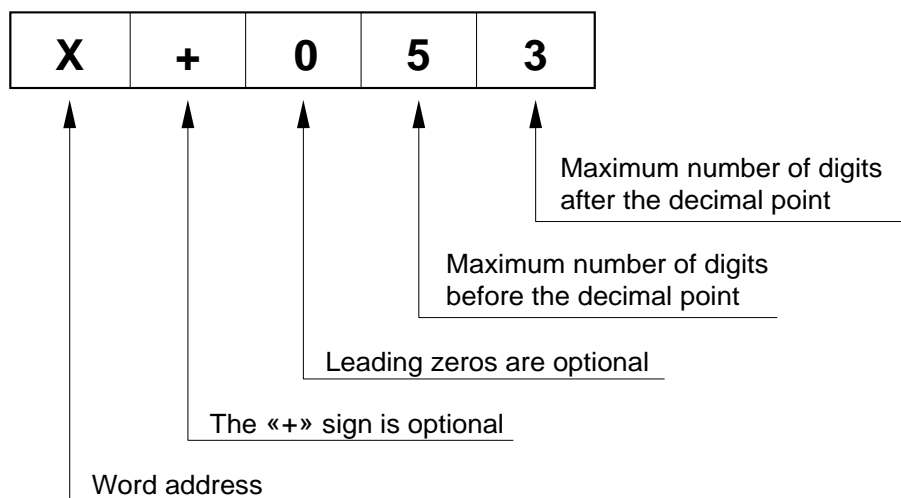 X + 0 5 3
Maximum number of digits
after the decimal point
Maximum number of digits
before the decimal point
Leading zeros are optional
The «+» sign is optional
Word address